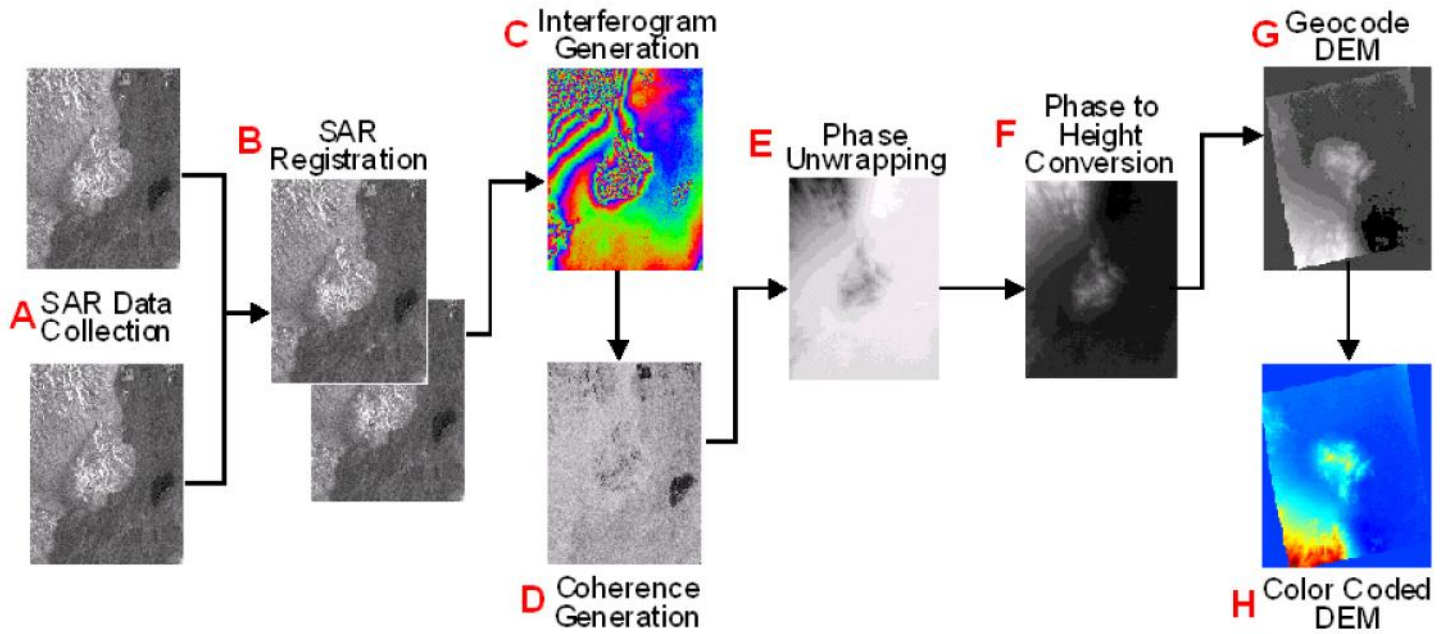 A SAR Data
Collection
B SAR
Registration
C Interferogram
Generation
D Coherence
Generation
E Phase
Unwrapping
F Phase to
Height
Conversion
G Geocode
DEM
H Color Coded
DEM